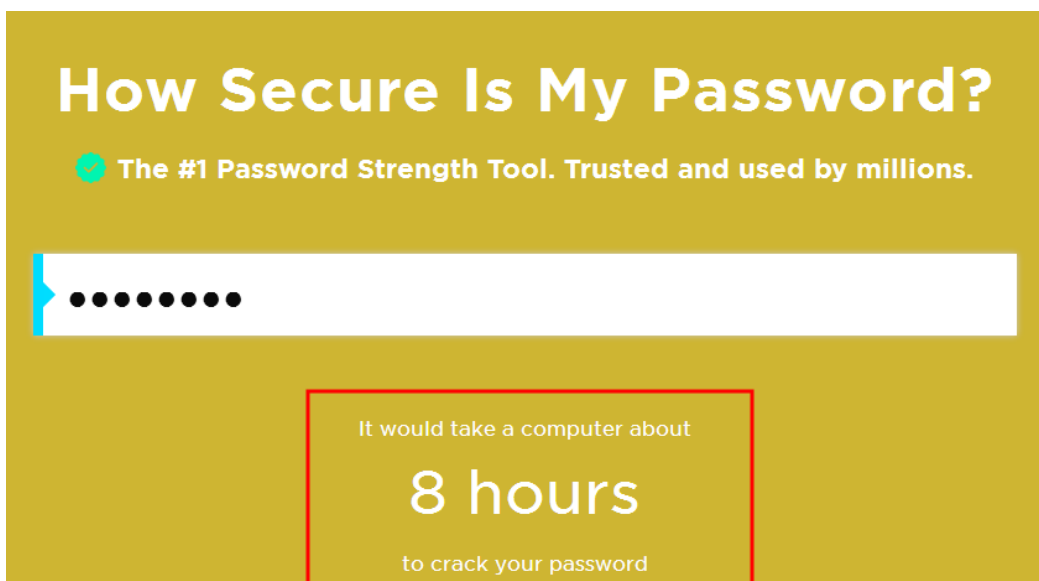 How Secure Is My Password?
The #1 Password Strength Tool. Trusted and used by millions.
••••••••
It would take a computer about
8 hours
to crack your password